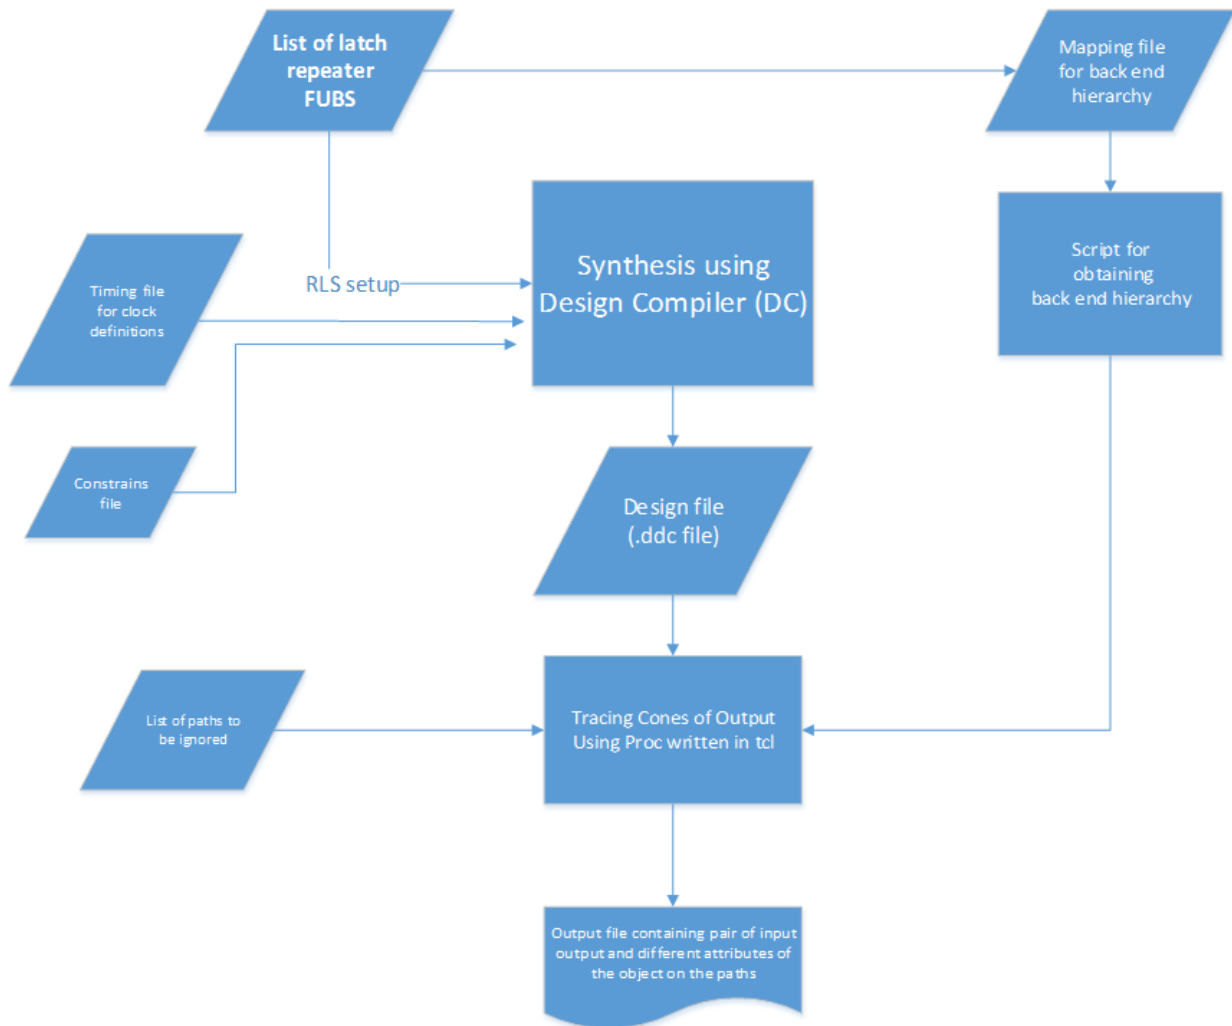 List of latch
repeater
FUBS
Mapping file
for back end
hierarchy
Synthesis using
Design Compiler (DC)
Script for
obtaining
back end hierarchy
RLS setup
Timing file
for clock
definitions
Constrains
file
Design file
(.ddc file)
List of paths to
be ignored
Tracing Cones of Output
Using Proc written in tcl
Output file containing pair of input
output and different attributes of
the object on the paths